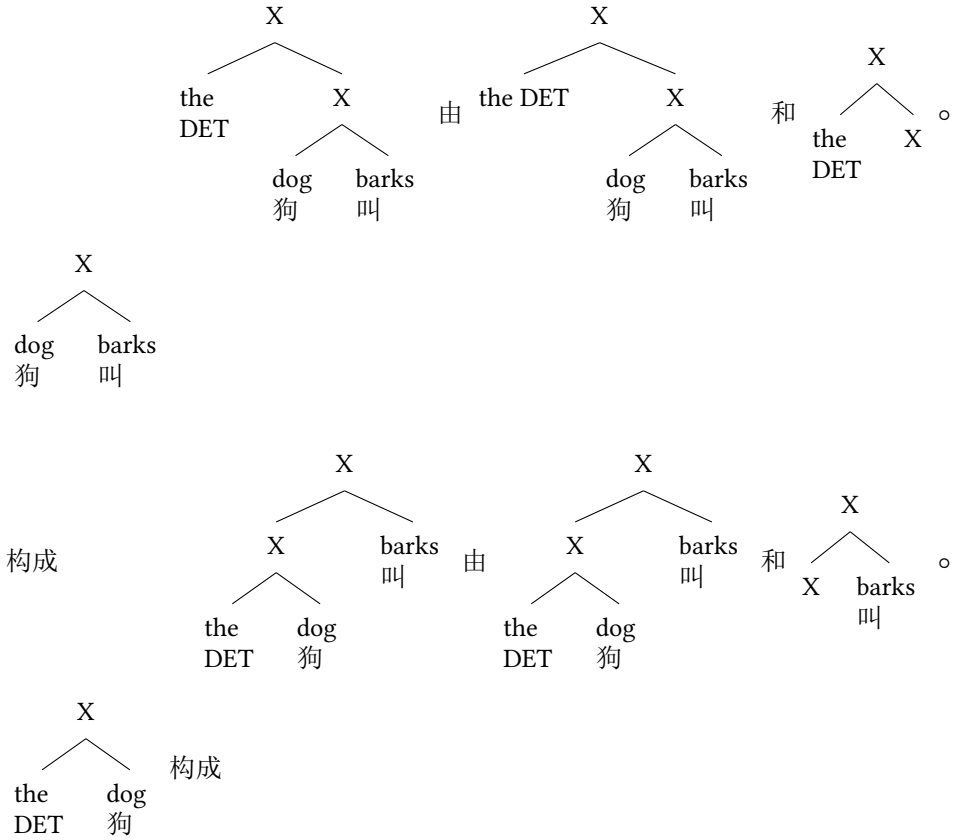 X X X
the DET X 由 the DET X 和 the DET X 。
dog 狗 barks 叫 dog 狗 barks 叫
X
dog barks
狗 叫
X X X
构成 X barks 叫 由 X barks 叫 和 X barks 叫 。
the DET dog 狗 the DET dog 狗
X
the DET dog 狗 构成